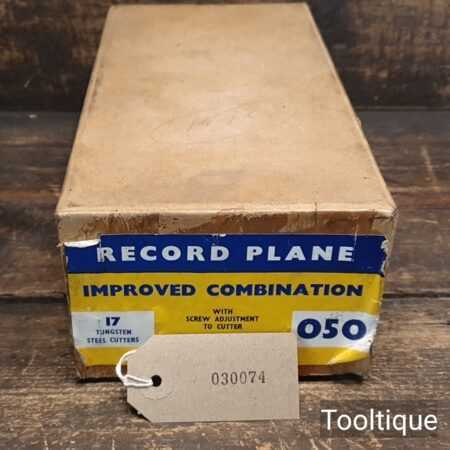 RECORD PLANE
IMPROVED COMBINATION
17
TUNGSTEN
STEEL CUTTERS
WITH
SCREW ADJUSTMENT
TO CUTTER
050
030074
Tooltique